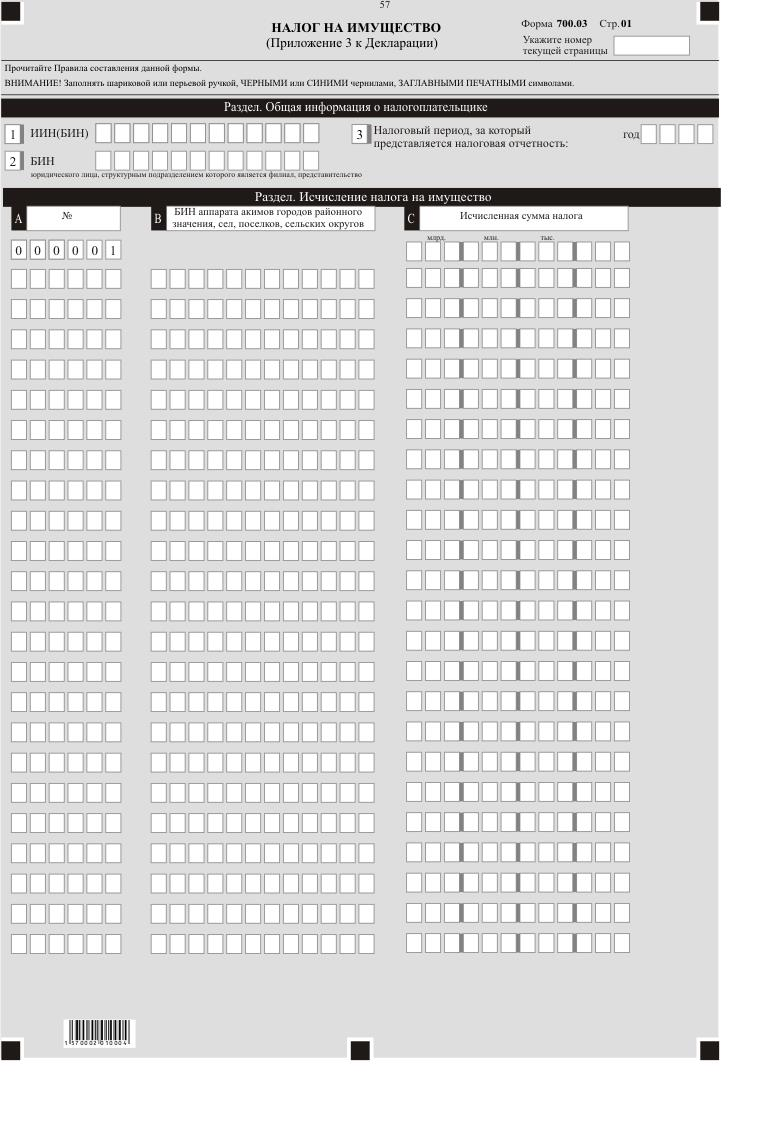 57
НАЛОГ НА ИМУЩЕСТВО
(Приложение 3 к Декларации)
Форма 700.03 Стр. 01
Укажите номер
текущей страницы
Прочитайте Правила составления данной формы.
ВНИМАНИЕ! Заполнять шариковой или перьевой ручкой, ЧЕРНЫМИ или СИНИМИ чернилами, ЗАГЛАВНЫМИ ПЕЧАТНЫМИ символами.
Раздел. Общая информация о налогоплательщике
1 ИИН(БИН)
3 Налоговый период, за который
представляется налоговая отчетность:
год
2 БИН
юридического лица, структурным подразделением которого является филиал, представительство
Раздел. Исчисление налога на имущество
A №
B БИН аппарата акимов городов районного
значения, сел, поселков, сельских округов
C Исчисленная сумма налога
млрд. млн. тыс.
0 0 0 0 0 1
1570002010004